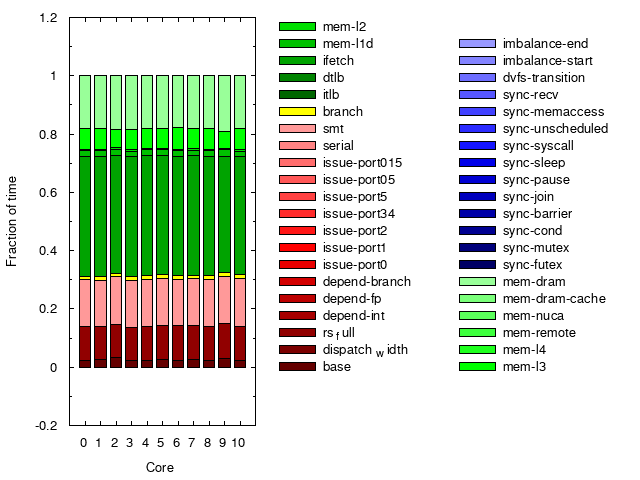 1.2
1
0.8
0.6
0.4
0.2
0
-0.2
Fraction of time
0 1 2 3 4 5 6 7 8 9 10
Core
mem-l2
mem-l1d
ifetch
dtlb
itlb
branch
smt
serial
issue-port015
issue-port05
issue-port5
issue-port34
issue-port2
issue-port1
issue-port0
depend-branch
depend-fp
depend-int
rs f ull
dispatch w idth
base
imbalance-end
imbalance-start
dvfs-transition
sync-recv
sync-memaccess
sync-unscheduled
sync-syscall
sync-sleep
sync-pause
sync-join
sync-barrier
sync-cond
sync-mutex
sync-futex
mem-dram
mem-dram-cache
mem-nuca
mem-remote
mem-l4
mem-l3